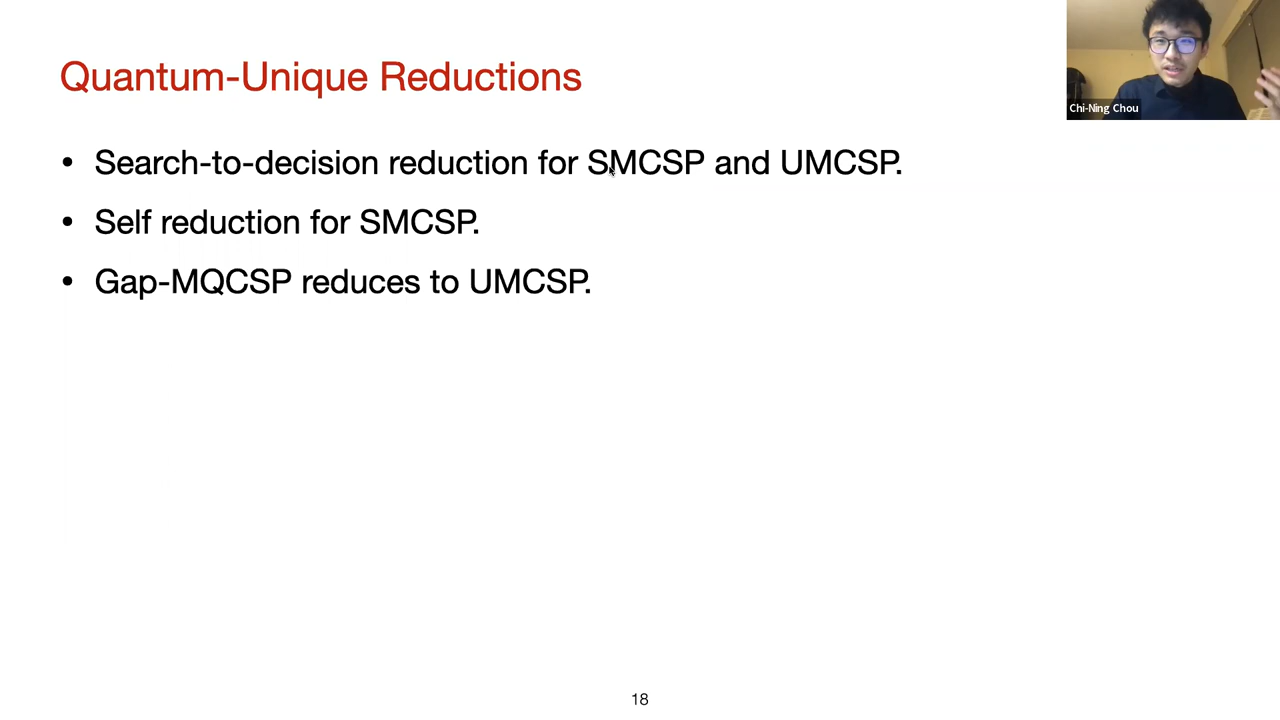 Quantum-Unique Reductions
Chi-Ning Chou
• Search-to-decision reduction for SMCSP and UMCSP.
• Self reduction for SMCSP.
• Gap-MQCSP reduces to UMCSP.
18